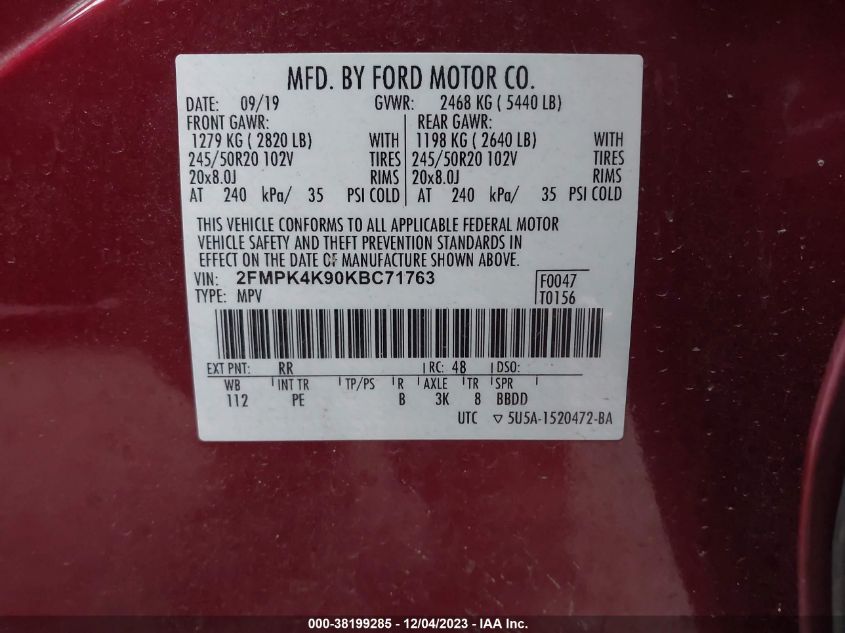 MFD. BY FORD MOTOR CO.
DATE: 09/19 GVWR: 2468 KG ( 5440 LB)
FRONT GAWR: REAR GAWR:
1279 KG ( 2820 LB) WITH 1198 KG ( 2640 LB) WITH
245/50R20 102V TIRES 245/50R20 102V TIRES
20x8.0J RIMS 20x8.0J RIMS
AT 240 kPa/ 35 PSI COLD AT 240 kPa/ 35 PSI COLD
THIS VEHICLE CONFORMS TO ALL APPLICABLE FEDERAL MOTOR
VEHICLE SAFETY AND THEFT PREVENTION STANDARDS IN
EFFECT ON THE DATE OF MANUFACTURE SHOWN ABOVE.
VIN: 2FMPK4K90KBC71763 F0047
TYPE: MPV T0156
EXT PNT: RR RC: 48 DSO:
WB INT TR TP/PS R AXLE TR SPR
112 PE B 3K 8 BBDD
UTC ▽ 5U5A-1520472-BA
000-38199285 - 12/04/2023 - IAA Inc.